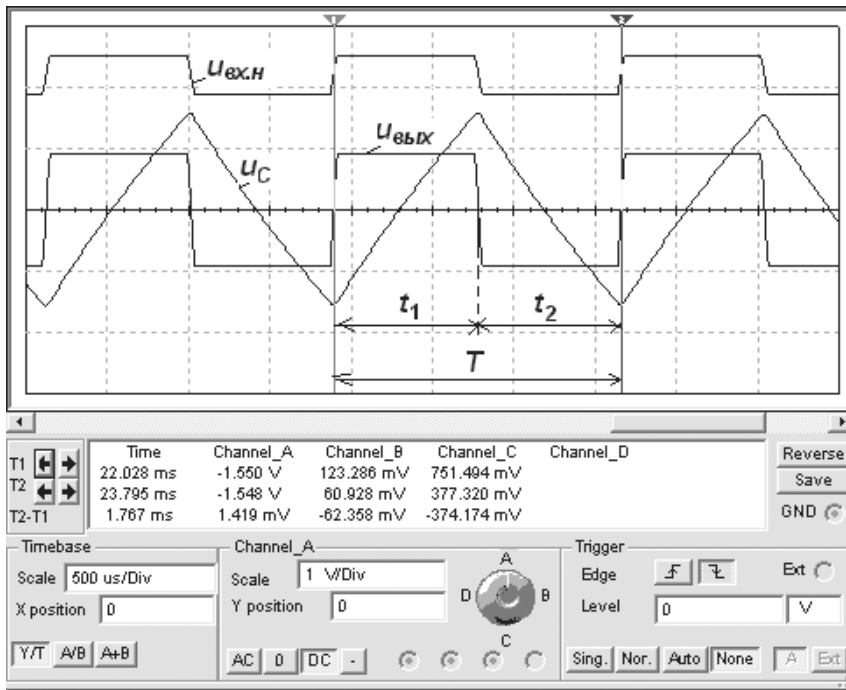 1 2
uвх.н
uвых
uC
t1 t2
T
Time Channel_A Channel_B Channel_C Channel_D
T1 22.028 ms -1.550 V 123.286 mV 751.494 mV
T2 23.795 ms -1.548 V 60.928 mV 377.320 mV
T2-T1 1.767 ms 1.419 mV -62.358 mV -374.174 mV
Reverse
Save
GND
Timebase
Scale 500 us/Div
X position 0
Y/T A/B A+B
Channel_A
Scale 1 V/Div
Y position 0
AC 0 DC -
A
D B
C
Trigger
Edge Ext
Level 0 V
Sing. Nor. Auto None A Ext